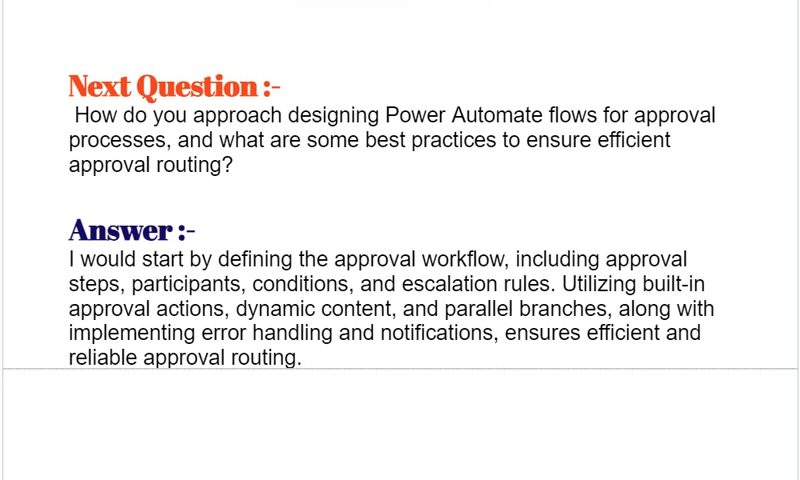 Next Question :-
How do you approach designing Power Automate flows for approval
processes, and what are some best practices to ensure efficient
approval routing?
Answer :-
I would start by defining the approval workflow, including approval
steps, participants, conditions, and escalation rules. Utilizing built-in
approval actions, dynamic content, and parallel branches, along with
implementing error handling and notifications, ensures efficient and
reliable approval routing.